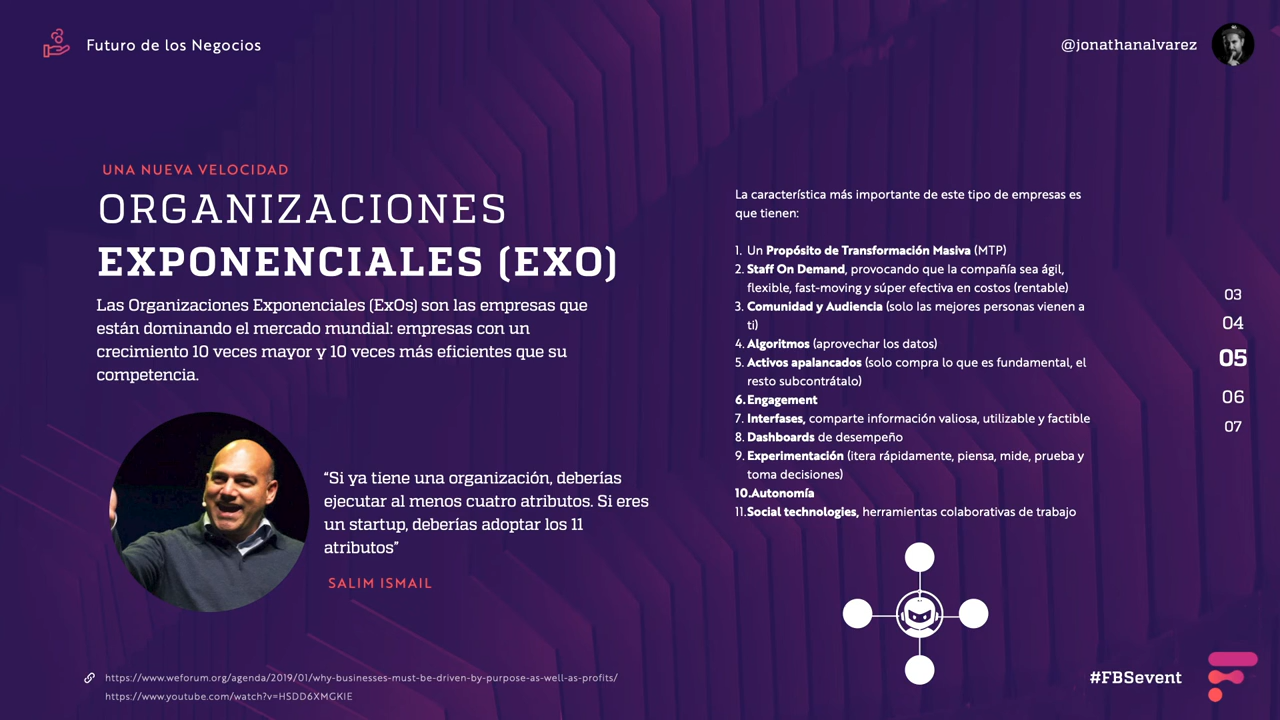 Futuro de los Negocios
@jonathanalvarez
UNA NUEVA VELOCIDAD
ORGANIZACIONES
EXPONENCIALES (EXO)
Las Organizaciones Exponenciales (ExOs) son las empresas que
están dominando el mercado mundial: empresas con un
crecimiento 10 veces mayor y 10 veces más eficientes que su
competencia.
“Si ya tiene una organización, deberías
ejecutar al menos cuatro atributos. Si eres
un startup, deberías adoptar los 11
atributos”
SALIM ISMAIL
La característica más importante de este tipo de empresas es
que tienen:
1. Un Propósito de Transformación Masiva (MTP)
2. Staff On Demand, provocando que la compañía sea ágil,
flexible, fast-moving y súper efectiva en costos (rentable)
3. Comunidad y Audiencia (solo las mejores personas vienen a
ti)
4. Algoritmos (aprovechar los datos)
5. Activos apalancados (solo compra lo que es fundamental, el
resto subcontrátalo)
6. Engagement
7. Interfases, comparte información valiosa, utilizable y factible
8. Dashboards de desempeño
9. Experimentación (itera rápidamente, piensa, mide, prueba y
toma decisiones)
10.Autonomía
11.Social technologies, herramientas colaborativas de trabajo
03
04
05
06
07
https://www.weforum.org/agenda/2019/01/why-businesses-must-be-driven-by-purpose-as-well-as-profits/
https://www.youtube.com/watch?v=HSDD6XMGKIE
#FBSevent